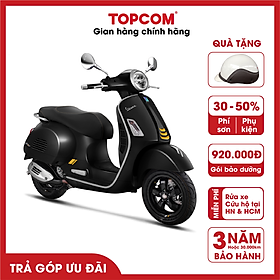 TOPCOM®
Gian hàng chính hãng
QUÀ TẶNG
30-50%
Phí sơn
Phụ kiện
920.000Đ
Gói bảo dưỡng
MIỄN PHÍ
Rửa xe
Cứu hộ tại
HN & HCM
3 NĂM
Hoặc 30.000km
BẢO HÀNH
TRẢ GÓP ƯU ĐÃI